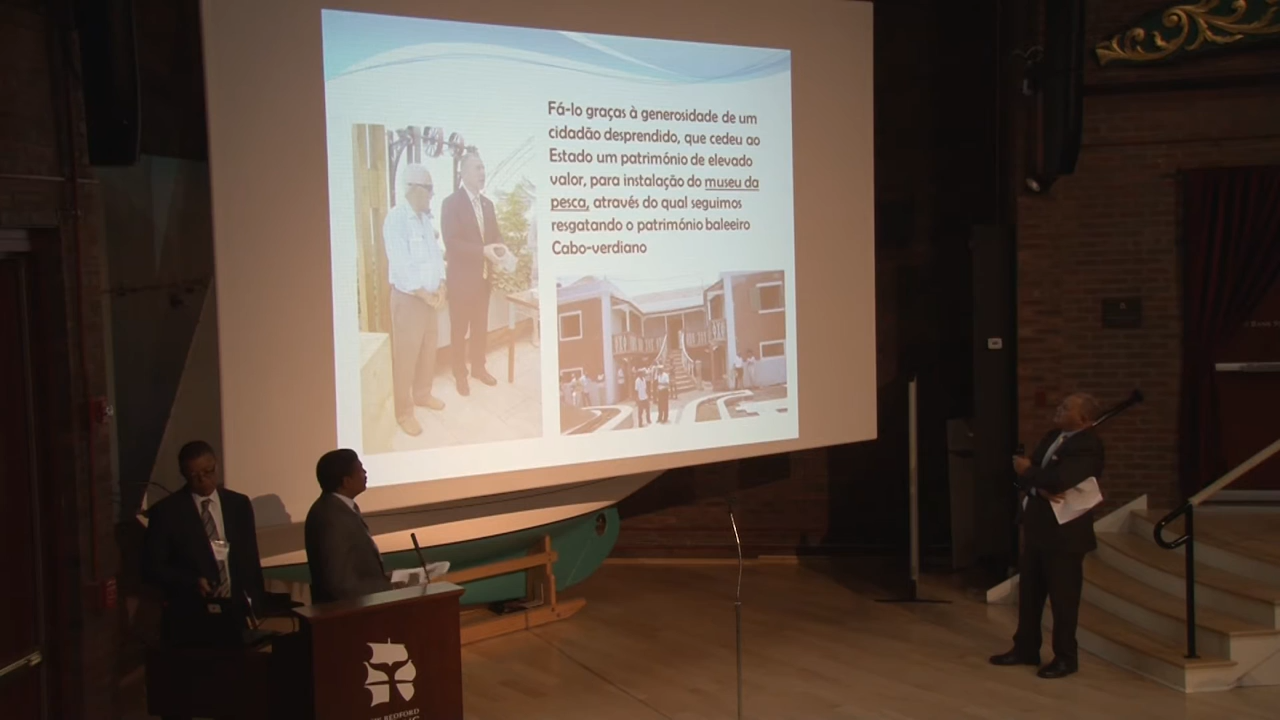 Fá-lo graças à generosidade de um
cidadão desprendido, que cedeu ao
Estado um património de elevado
valor, para instalação do museu da
pesca, através do qual seguimos
resgatando o património baleeiro
Cabo-verdiano
BEDFORD